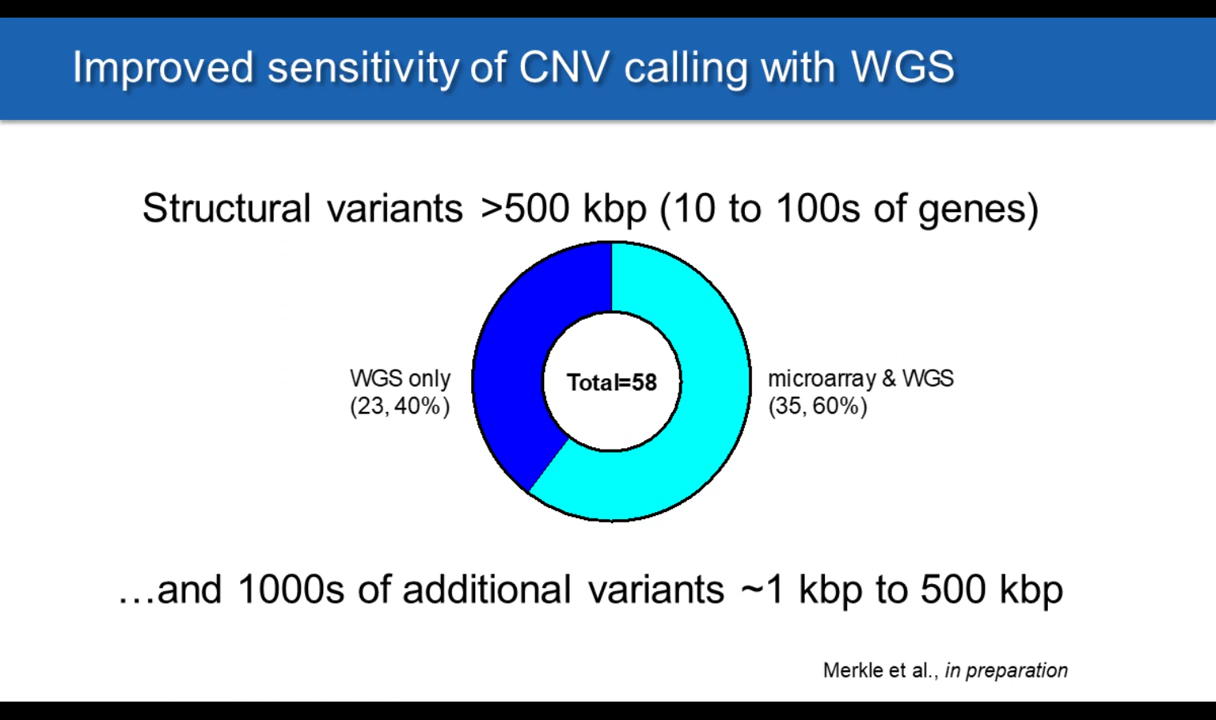 Improved sensitivity of CNV calling with WGS
Structural variants >500 kbp (10 to 100s of genes)
WGS only
(23, 40%)
Total=58
microarray & WGS
(35, 60%)
…and 1000s of additional variants ~1 kbp to 500 kbp
Merkle et al., in preparation